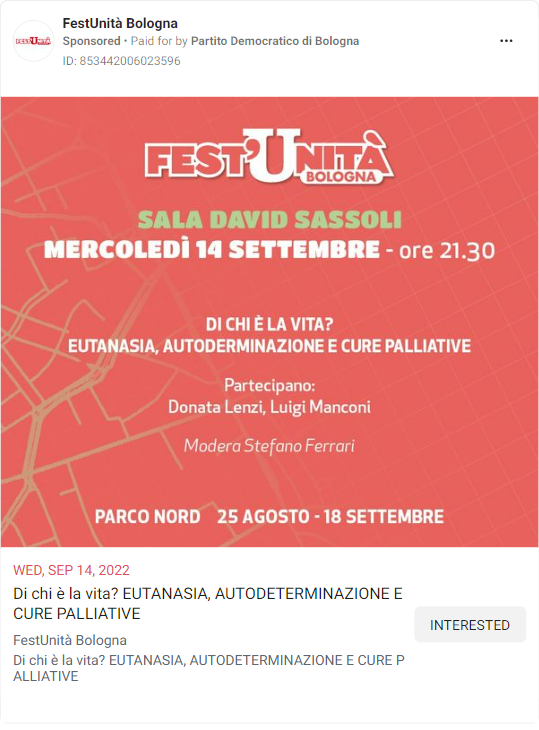 FestUnità Bologna
Sponsored • Paid for by Partito Democratico di Bologna
ID: 853442006023596
FEST'UNITÀ
FEST'UNITÀ
BOLOGNA
SALA DAVID SASSOLI
MERCOLEDÌ 14 SETTEMBRE - ore 21.30
DI CHI È LA VITA?
EUTANASIA, AUTODERMINAZIONE E CURE PALLIATIVE
Partecipano:
Donata Lenzi, Luigi Manconi
Modera Stefano Ferrari
PARCO NORD 25 AGOSTO - 18 SETTEMBRE
WED, SEP 14, 2022
Di chi è la vita? EUTANASIA, AUTODETERMINAZIONE E
CURE PALLIATIVE
INTERESTED
FestUnità Bologna
Di chi è la vita? EUTANASIA, AUTODETERMINAZIONE E CURE P
ALLIATIVE